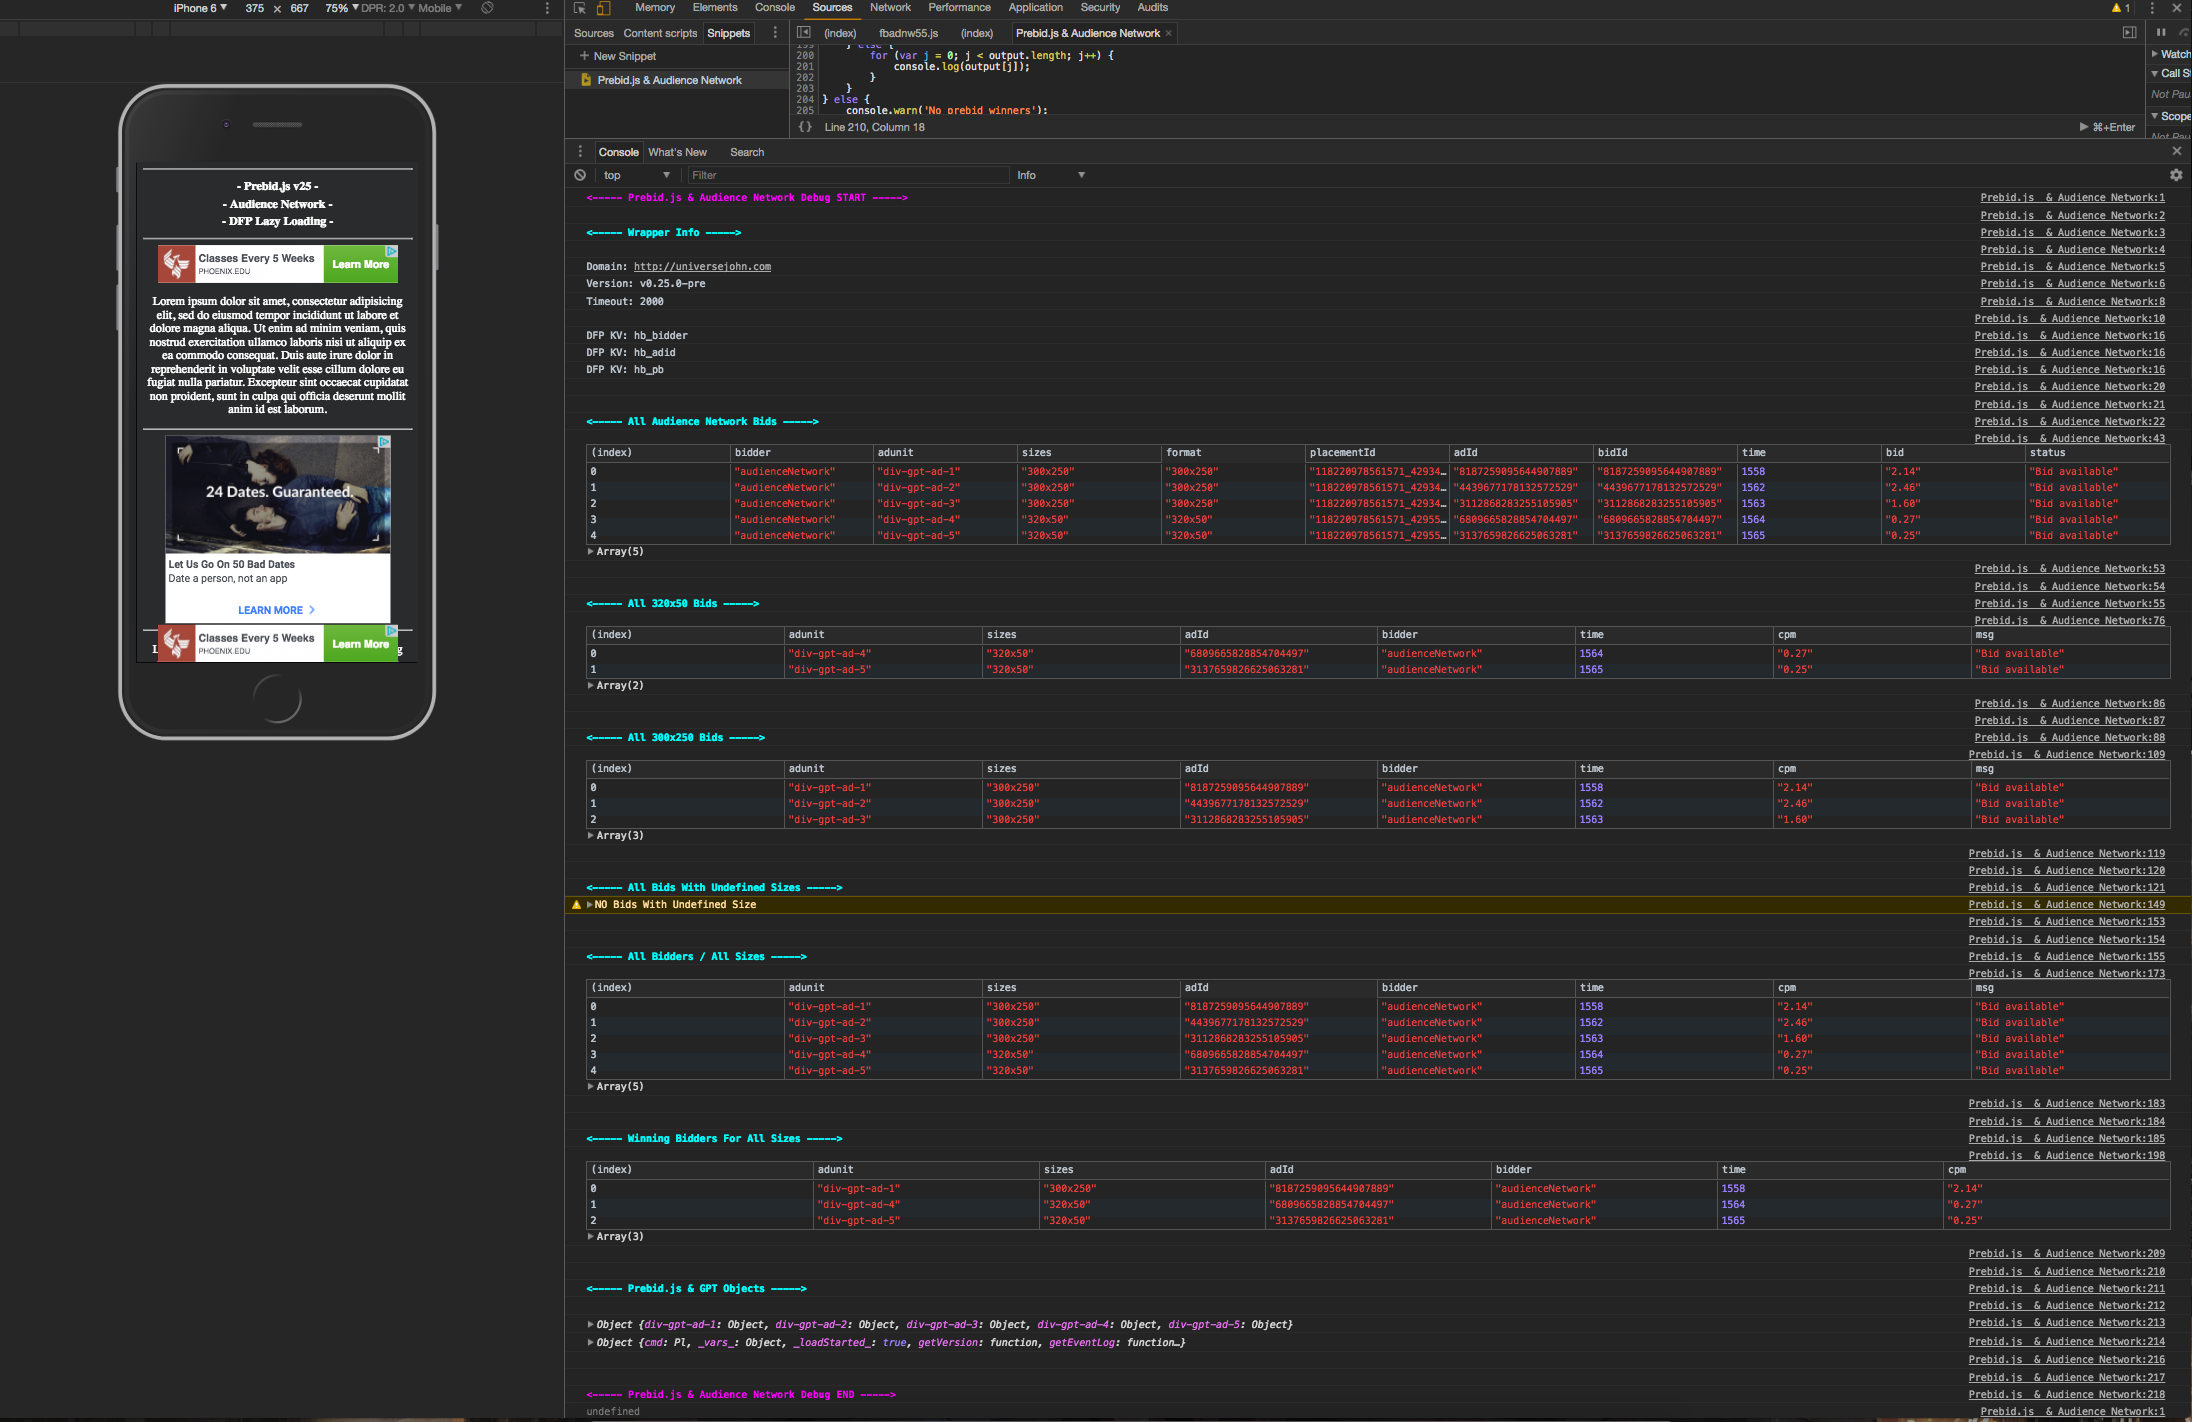 iPhone 6 ▼ 375 × 667 75% ▼ DPR: 2.0 ▼ Mobile ▼
- Prebid.js v25 -
- Audience Network -
- DFP Lazy Loading -
Classes Every 5 Weeks
PHOENIX.EDU
Learn More
Lorem ipsum dolor sit amet, consectetur adipisicing
elit, sed do eiusmod tempor incididunt ut labore et
dolore magna aliqua. Ut enim ad minim veniam, quis
nostrud exercitation ullamco laboris nisi ut aliquip ex
ea commodo consequat. Duis aute irure dolor in
reprehenderit in voluptate velit esse cillum dolore eu
fugiat nulla pariatur. Excepteur sint occaecat cupidatat
non proident, sunt in culpa qui officia deserunt mollit
anim id est laborum.
24 Dates. Guaranteed.
Let Us Go On 50 Bad Dates
Date a person, not an app
LEARN MORE >
Classes Every 5 Weeks
PHOENIX.EDU
Learn More
Memory Elements Console Sources Network Performance Application Security Audits 1
Sources Content scripts Snippets
(index) fbadnw55.js (index) Prebid.js & Audience Network ×
+ New Snippet
Prebid.js & Audience Network
199 } else {
200 for (var j = 0; j < output.length; j++) {
201 console.log(output[j]);
202 }
203 }
204 } else {
205 console.warn('No prebid winners');
{} Line 210, Column 18 ⌘+Enter
Watch
Call S
Not Pau
Scope
Not Pau
Console What's New Search
top ▼ Filter Info ▼
<----- Prebid.js & Audience Network Debug START -----> Prebid.js & Audience Network:1
Prebid.js & Audience Network:2
<----- Wrapper Info -----> Prebid.js & Audience Network:3
Prebid.js & Audience Network:4
Domain: http://universejohn.com Prebid.js & Audience Network:5
Version: v0.25.0-pre Prebid.js & Audience Network:6
Timeout: 2000 Prebid.js & Audience Network:8
Prebid.js & Audience Network:10
DFP KV: hb_bidder Prebid.js & Audience Network:16
DFP KV: hb_adid Prebid.js & Audience Network:16
DFP KV: hb_pb Prebid.js & Audience Network:16
Prebid.js & Audience Network:20
Prebid.js & Audience Network:21
<----- All Audience Network Bids -----> Prebid.js & Audience Network:22
Prebid.js & Audience Network:43
(index) bidder adunit sizes format placementId adId bidId time bid status
0 "audienceNetwork" "div-gpt-ad-1" "300x250" "300x250" "118220978561571_42934… "8187259095644907889" "8187259095644907889" 1558 "2.14" "Bid available"
1 "audienceNetwork" "div-gpt-ad-2" "300x250" "300x250" "118220978561571_42934… "4439677178132572529" "4439677178132572529" 1562 "2.46" "Bid available"
2 "audienceNetwork" "div-gpt-ad-3" "300x250" "300x250" "118220978561571_42934… "3112868283255105905" "3112868283255105905" 1563 "1.60" "Bid available"
3 "audienceNetwork" "div-gpt-ad-4" "320x50" "320x50" "118220978561571_42955… "6809665828854704497" "6809665828854704497" 1564 "0.27" "Bid available"
4 "audienceNetwork" "div-gpt-ad-5" "320x50" "320x50" "118220978561571_42955… "3137659826625063281" "3137659826625063281" 1565 "0.25" "Bid available"
▶ Array(5)
Prebid.js & Audience Network:53
Prebid.js & Audience Network:54
<----- All 320x50 Bids -----> Prebid.js & Audience Network:55
Prebid.js & Audience Network:76
(index) adunit sizes adId bidder time cpm msg
0 "div-gpt-ad-4" "320x50" "6809665828854704497" "audienceNetwork" 1564 "0.27" "Bid available"
1 "div-gpt-ad-5" "320x50" "3137659826625063281" "audienceNetwork" 1565 "0.25" "Bid available"
▶ Array(2)
Prebid.js & Audience Network:86
Prebid.js & Audience Network:87
<----- All 300x250 Bids -----> Prebid.js & Audience Network:88
Prebid.js & Audience Network:109
(index) adunit sizes adId bidder time cpm msg
0 "div-gpt-ad-1" "300x250" "8187259095644907889" "audienceNetwork" 1558 "2.14" "Bid available"
1 "div-gpt-ad-2" "300x250" "4439677178132572529" "audienceNetwork" 1562 "2.46" "Bid available"
2 "div-gpt-ad-3" "300x250" "3112868283255105905" "audienceNetwork" 1563 "1.60" "Bid available"
▶ Array(3)
Prebid.js & Audience Network:119
Prebid.js & Audience Network:120
<----- All Bids With Undefined Sizes -----> Prebid.js & Audience Network:121
▶ NO Bids With Undefined Size Prebid.js & Audience Network:149
Prebid.js & Audience Network:153
Prebid.js & Audience Network:154
<----- All Bidders / All Sizes -----> Prebid.js & Audience Network:155
Prebid.js & Audience Network:173
(index) adunit sizes adId bidder time cpm msg
0 "div-gpt-ad-1" "300x250" "8187259095644907889" "audienceNetwork" 1558 "2.14" "Bid available"
1 "div-gpt-ad-2" "300x250" "4439677178132572529" "audienceNetwork" 1562 "2.46" "Bid available"
2 "div-gpt-ad-3" "300x250" "3112868283255105905" "audienceNetwork" 1563 "1.60" "Bid available"
3 "div-gpt-ad-4" "320x50" "6809665828854704497" "audienceNetwork" 1564 "0.27" "Bid available"
4 "div-gpt-ad-5" "320x50" "3137659826625063281" "audienceNetwork" 1565 "0.25" "Bid available"
▶ Array(5)
Prebid.js & Audience Network:183
Prebid.js & Audience Network:184
<----- Winning Bidders For All Sizes -----> Prebid.js & Audience Network:185
Prebid.js & Audience Network:198
(index) adunit sizes adId bidder time cpm
0 "div-gpt-ad-1" "300x250" "8187259095644907889" "audienceNetwork" 1558 "2.14"
1 "div-gpt-ad-4" "320x50" "6809665828854704497" "audienceNetwork" 1564 "0.27"
2 "div-gpt-ad-5" "320x50" "3137659826625063281" "audienceNetwork" 1565 "0.25"
▶ Array(3)
Prebid.js & Audience Network:209
Prebid.js & Audience Network:210
<----- Prebid.js & GPT Objects -----> Prebid.js & Audience Network:211
Prebid.js & Audience Network:212
▶ Object {div-gpt-ad-1: Object, div-gpt-ad-2: Object, div-gpt-ad-3: Object, div-gpt-ad-4: Object, div-gpt-ad-5: Object} Prebid.js & Audience Network:213
▶ Object {cmd: Pl, _vars_: Object, _loadStarted_: true, getVersion: function, getEventLog: function…} Prebid.js & Audience Network:214
Prebid.js & Audience Network:216
Prebid.js & Audience Network:217
<----- Prebid.js & Audience Network Debug END -----> Prebid.js & Audience Network:218
undefined Prebid.js & Audience Network:1